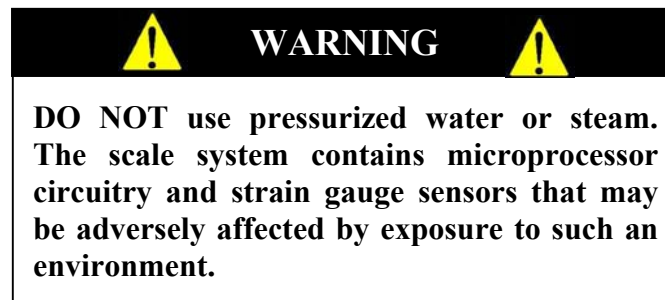 WARNING
DO NOT use pressurized water or steam.
The scale system contains microprocessor
circuitry and strain gauge sensors that may
be adversely affected by exposure to such an
environment.